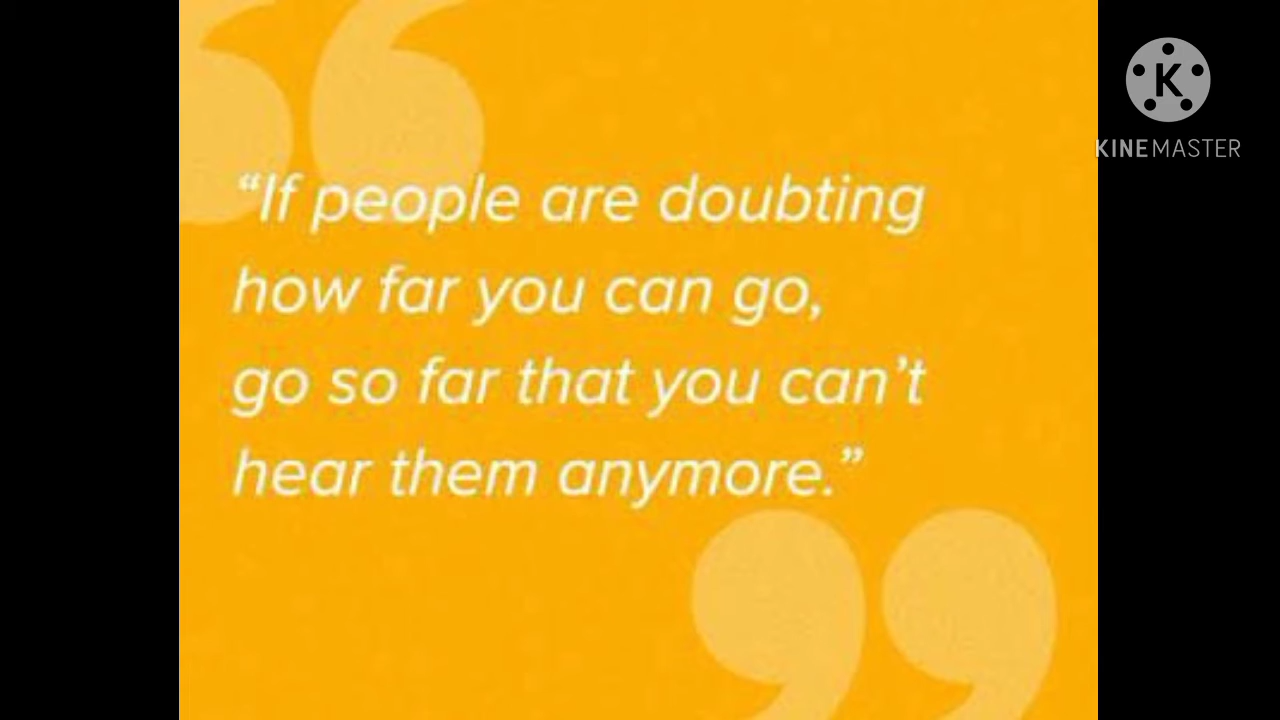 “If people are doubting
how far you can go,
go so far that you can’t
hear them anymore.”
K
KINEMASTER